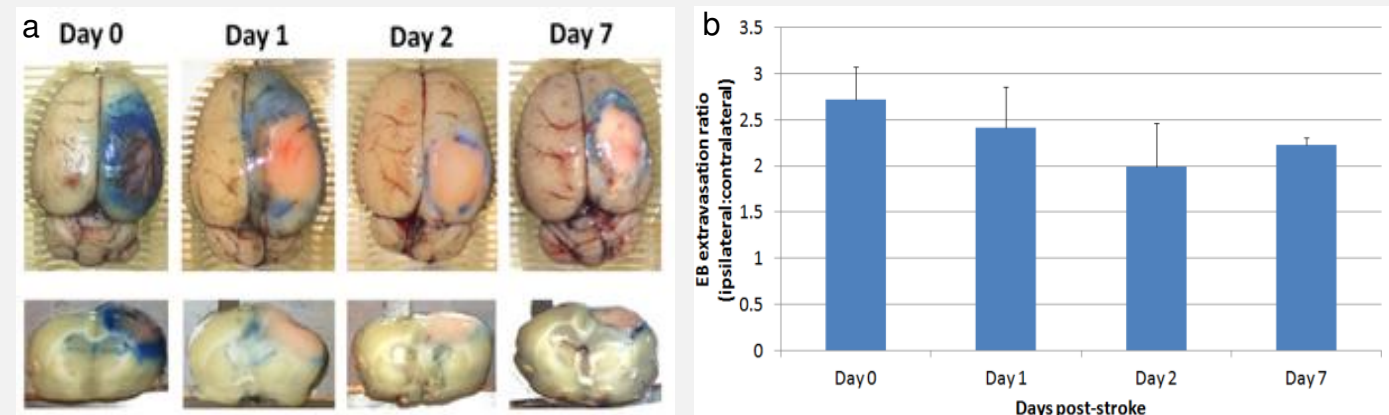 a
Day 0 Day 1 Day 2 Day 7
b
EB extravasation ratio
(ipsilateral:contralateral)
3.5
3
2.5
2
1.5
1
0.5
0
Day 0 Day 1 Day 2 Day 7
Days post-stroke